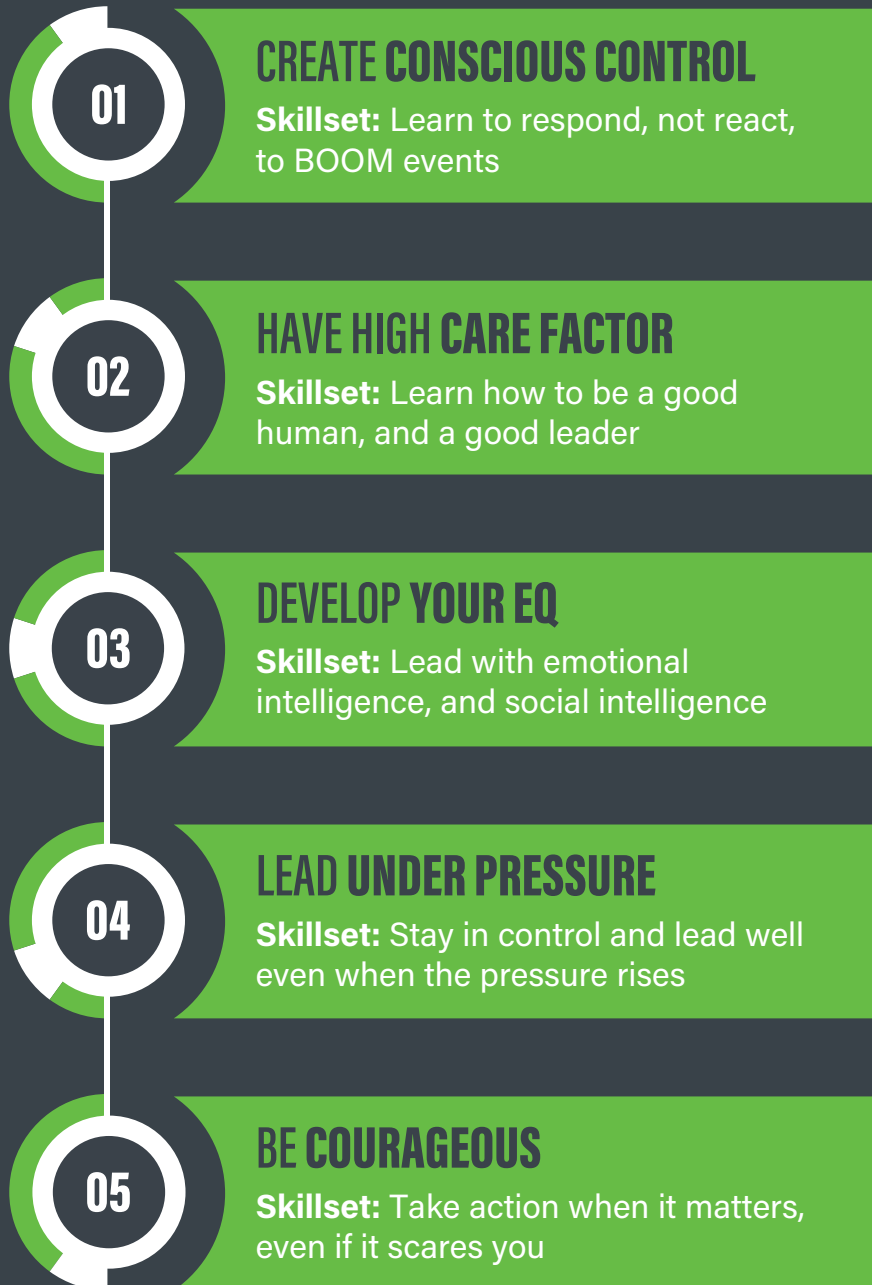 01
CREATE CONSCIOUS CONTROL
Skillset: Learn to respond, not react,
to BOOM events
02
HAVE HIGH CARE FACTOR
Skillset: Learn how to be a good
human, and a good leader
03
DEVELOP YOUR EQ
Skillset: Lead with emotional
intelligence, and social intelligence
04
LEAD UNDER PRESSURE
Skillset: Stay in control and lead well
even when the pressure rises
05
BE COURAGEOUS
Skillset: Take action when it matters,
even if it scares you